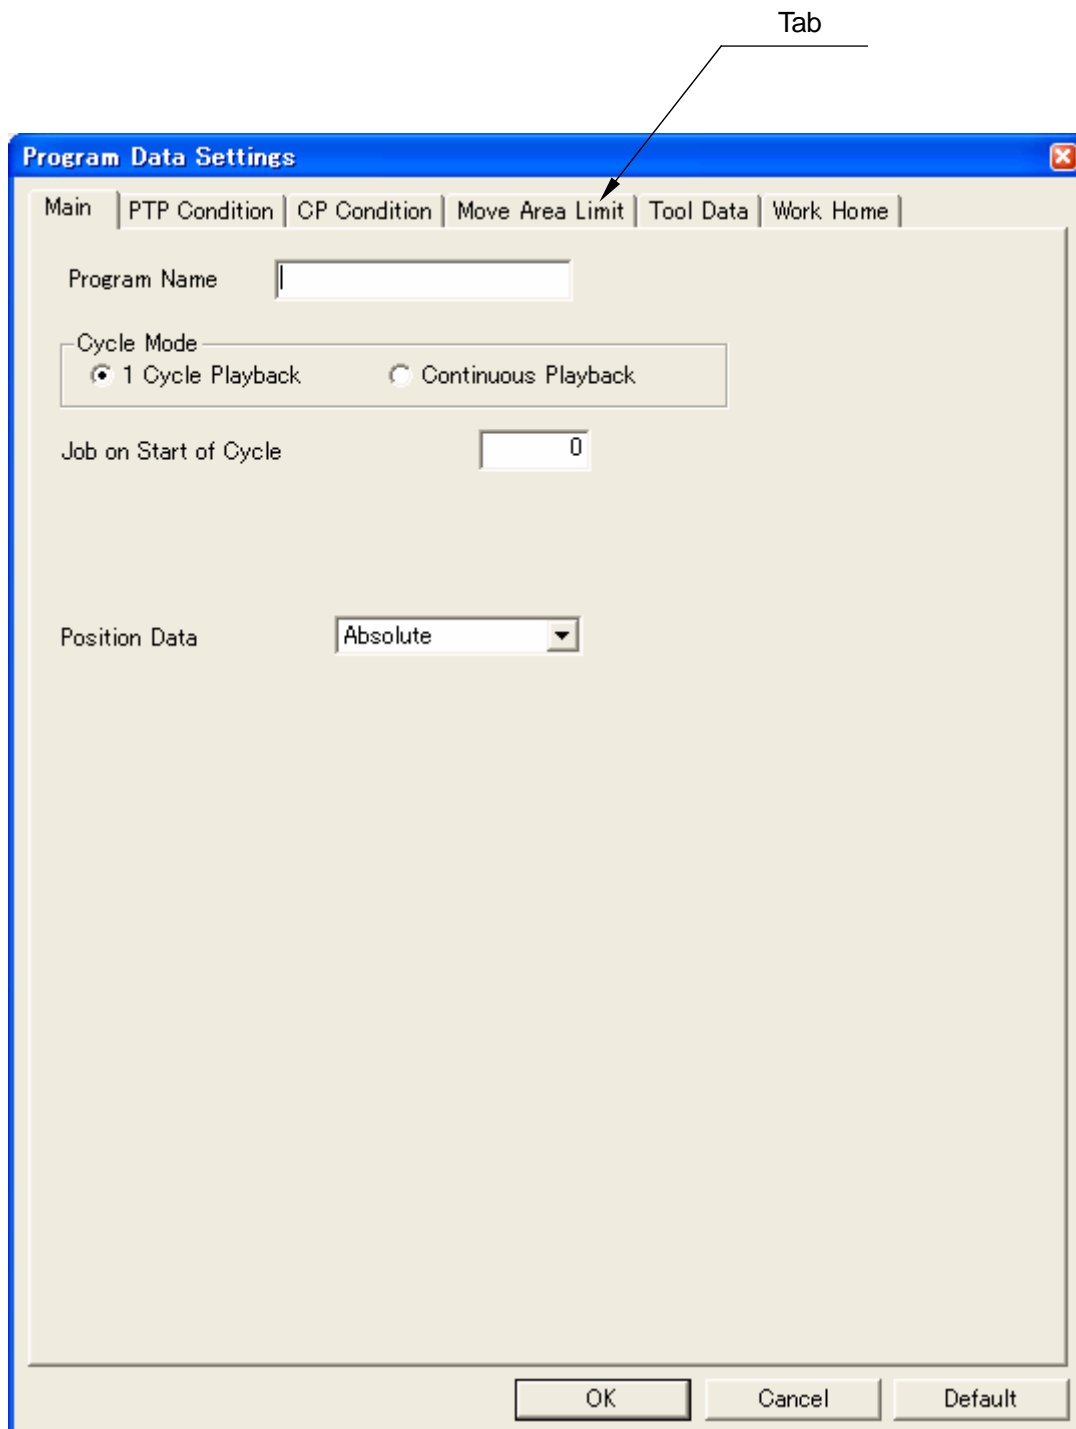 Tab
Program Data Settings
Main PTP Condition CP Condition Move Area Limit Tool Data Work Home
Program Name
Cycle Mode
1 Cycle Playback Continuous Playback
Job on Start of Cycle 0
Position Data Absolute
OK Cancel Default